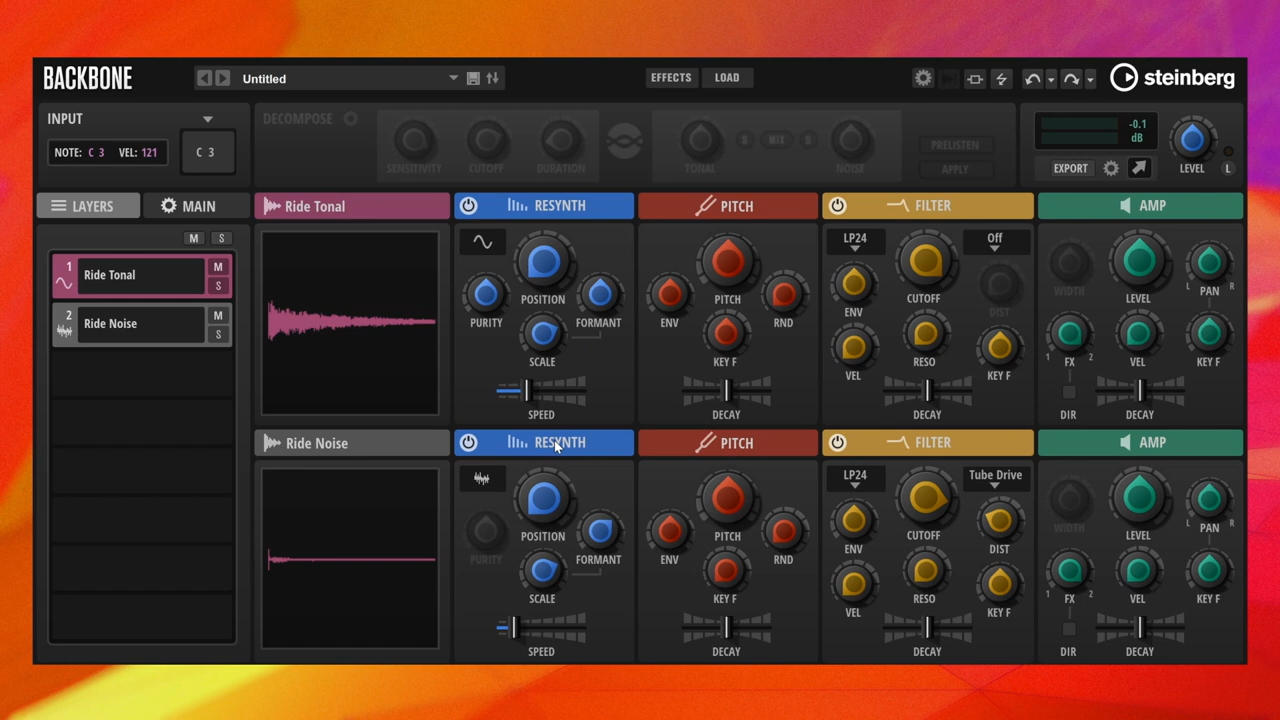 BACKBONE
Untitled
EFFECTS
LOAD
steinberg
INPUT
NOTE: C 3 VEL: 121
C 3
DECOMPOSE
SENSITIVITY
CUTOFF
DURATION
TONAL
S
MIX
S
NOISE
PRELISTEN
APPLY
-0.1
dB
EXPORT
LEVEL
L
LAYERS
MAIN
M
S
1
Ride Tonal
M
S
2
Ride Noise
M
S
Ride Tonal
RESYNTH
PITCH
FILTER
AMP
POSITION
PURITY
FORMANT
SCALE
SPEED
PITCH
ENV
RND
KEY F
DECAY
LP24
Off
CUTOFF
ENV
DIST
VEL
RESO
KEY F
DECAY
WIDTH
LEVEL
L
PAN
R
1
FX
2
VEL
KEY F
DIR
DECAY
Ride Noise
RESYNTH
PITCH
FILTER
AMP
POSITION
PURITY
FORMANT
SCALE
SPEED
PITCH
ENV
RND
KEY F
DECAY
LP24
Tube Drive
CUTOFF
ENV
DIST
VEL
RESO
KEY F
DECAY
WIDTH
LEVEL
L
PAN
R
1
FX
2
VEL
KEY F
DIR
DECAY